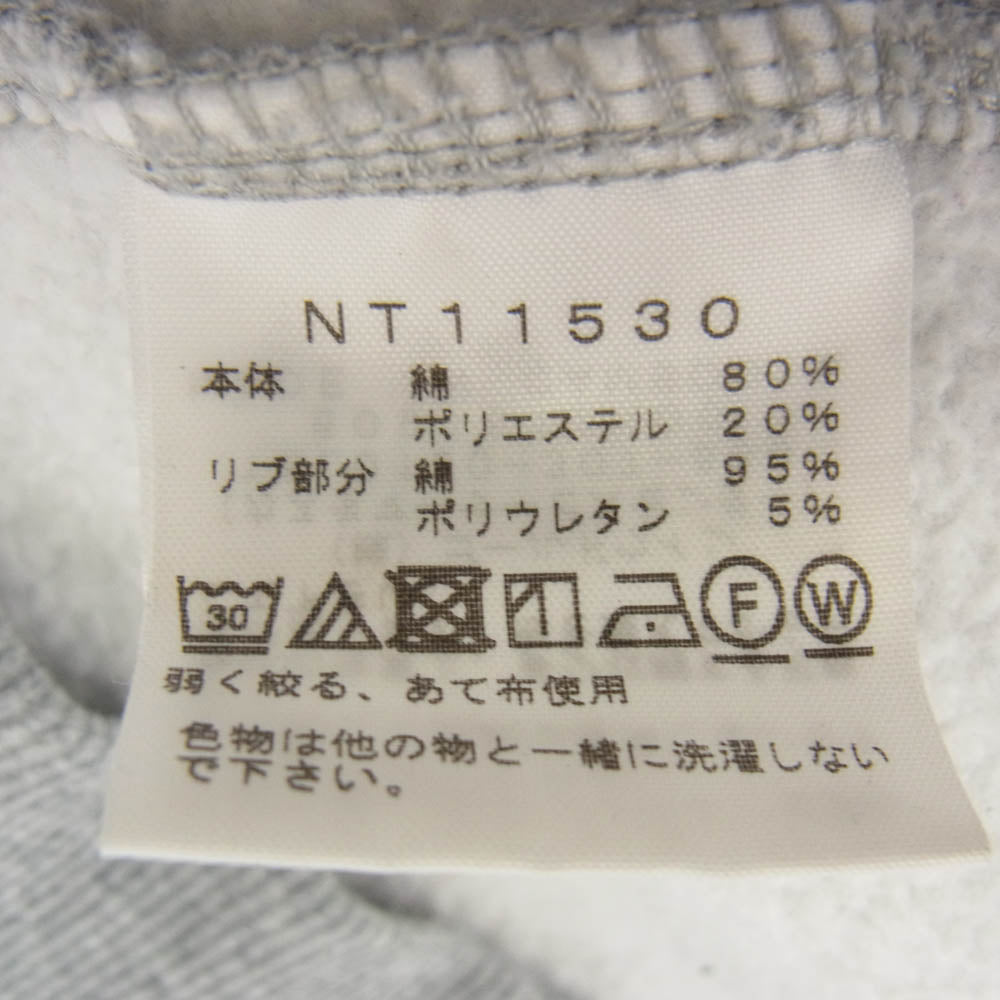 NT11530
本体 綿 80%
ポリエステル 20%
リブ部分 綿 95%
ポリウレタン 5%
30 F W
弱く絞る、あて布使用
色物は他の物と一緒に洗濯しない
で下さい。